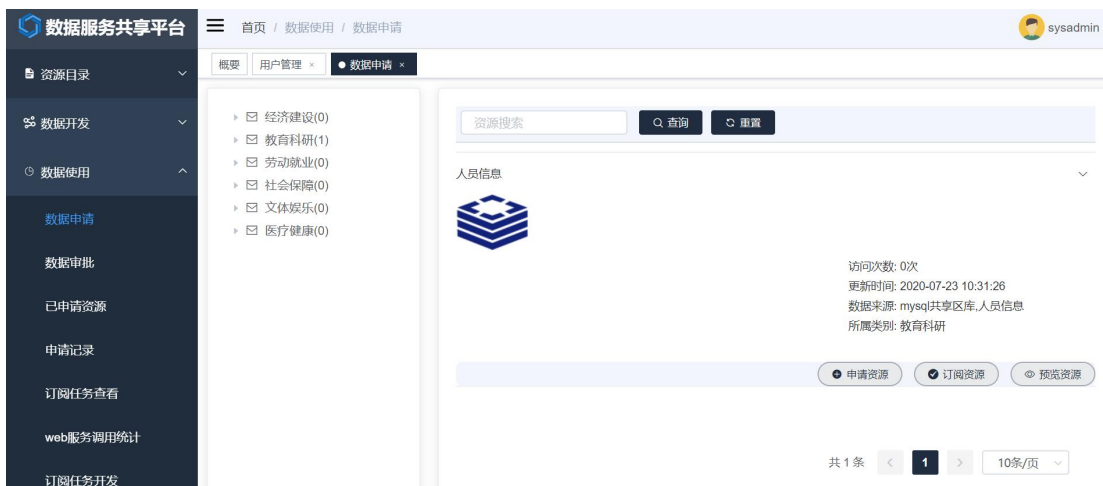 数据服务共享平台
首页 / 数据使用 / 数据申请
sysadmin
概要
用户管理 ×
● 数据申请 ×
资源目录
数据开发
数据使用
数据申请
数据审批
已申请资源
申请记录
订阅任务查看
web服务调用统计
订阅任务开发
经济建设(0)
教育科研(1)
劳动就业(0)
社会保障(0)
文体娱乐(0)
医疗健康(0)
资源搜索
查询
重置
人员信息
访问次数: 0次
更新时间: 2020-07-23 10:31:26
数据来源: mysql共享区库,人员信息
所属类别: 教育科研
申请资源
订阅资源
预览资源
共 1 条 < 1 > 10条/页